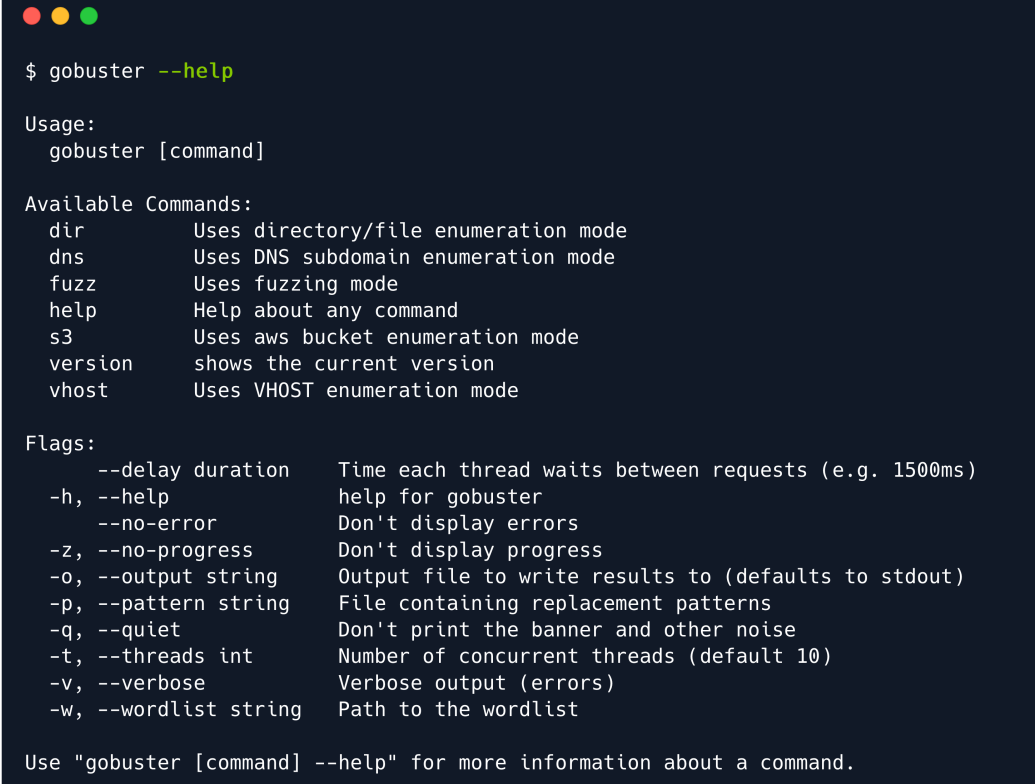 $ gobuster --help
Usage:
  gobuster [command]
Available Commands:
  dir         Uses directory/file enumeration mode
  dns         Uses DNS subdomain enumeration mode
  fuzz        Uses fuzzing mode
  help        Help about any command
  s3          Uses aws bucket enumeration mode
  version     shows the current version
  vhost       Uses VHOST enumeration mode
Flags:
      --delay duration    Time each thread waits between requests (e.g. 1500ms)
  -h, --help              help for gobuster
      --no-error          Don't display errors
  -z, --no-progress       Don't display progress
  -o, --output string     Output file to write results to (defaults to stdout)
  -p, --pattern string    File containing replacement patterns
  -q, --quiet             Don't print the banner and other noise
  -t, --threads int       Number of concurrent threads (default 10)
  -v, --verbose           Verbose output (errors)
  -w, --wordlist string   Path to the wordlist
Use "gobuster [command] --help" for more information about a command.